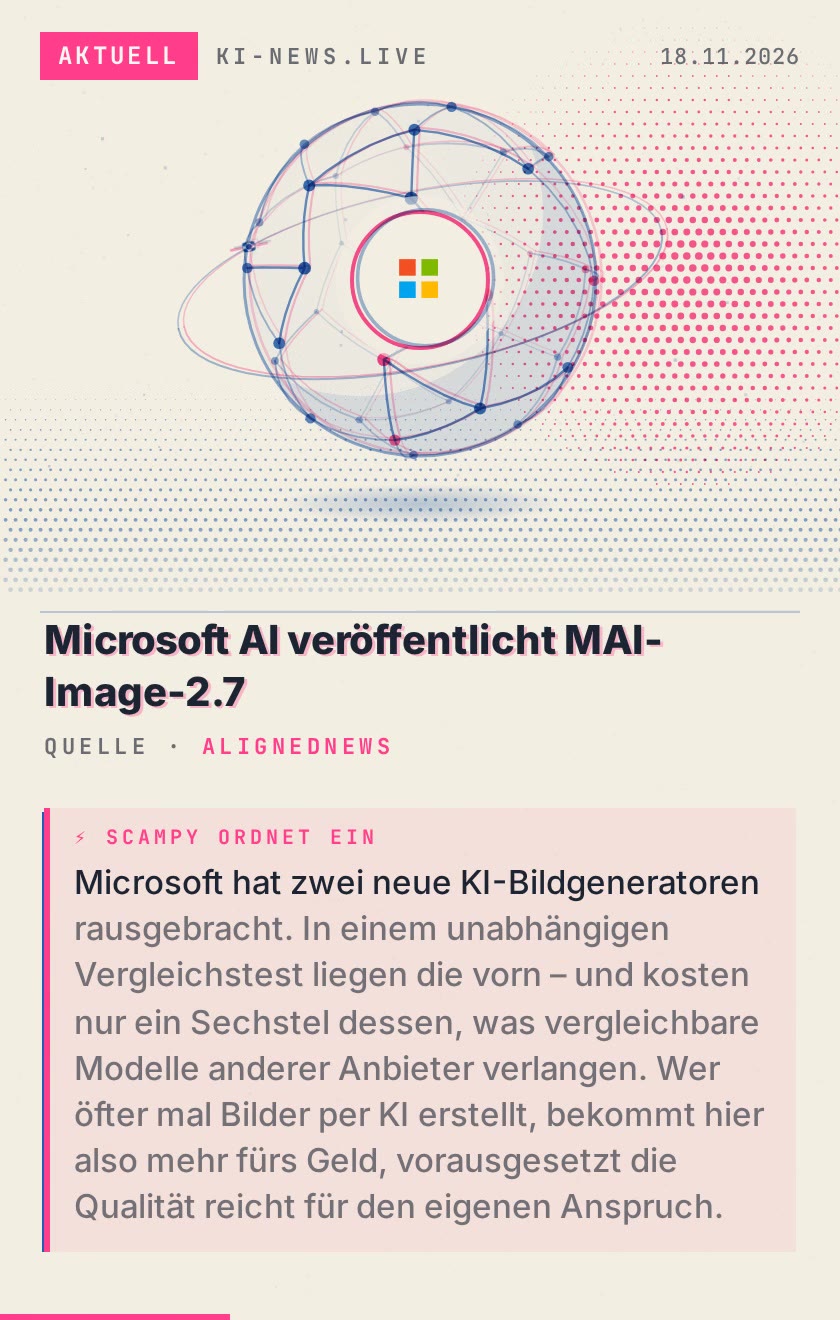 AKTUELL KI-NEWS.LIVE 18.11.2026
Microsoft AI veröffentlicht MAI-
Image-2.7
QUELLE · ALIGNEDNEWS
⚡ SCAMPY ORDNET EIN
Microsoft hat zwei neue KI-Bildgeneratoren
rausgebracht. In einem unabhängigen
Vergleichstest liegen die vorn – und kosten
nur ein Sechstel dessen, was vergleichbare
Modelle anderer Anbieter verlangen. Wer
öfter mal Bilder per KI erstellt, bekommt hier
also mehr fürs Geld, vorausgesetzt die
Qualität reicht für den eigenen Anspruch.